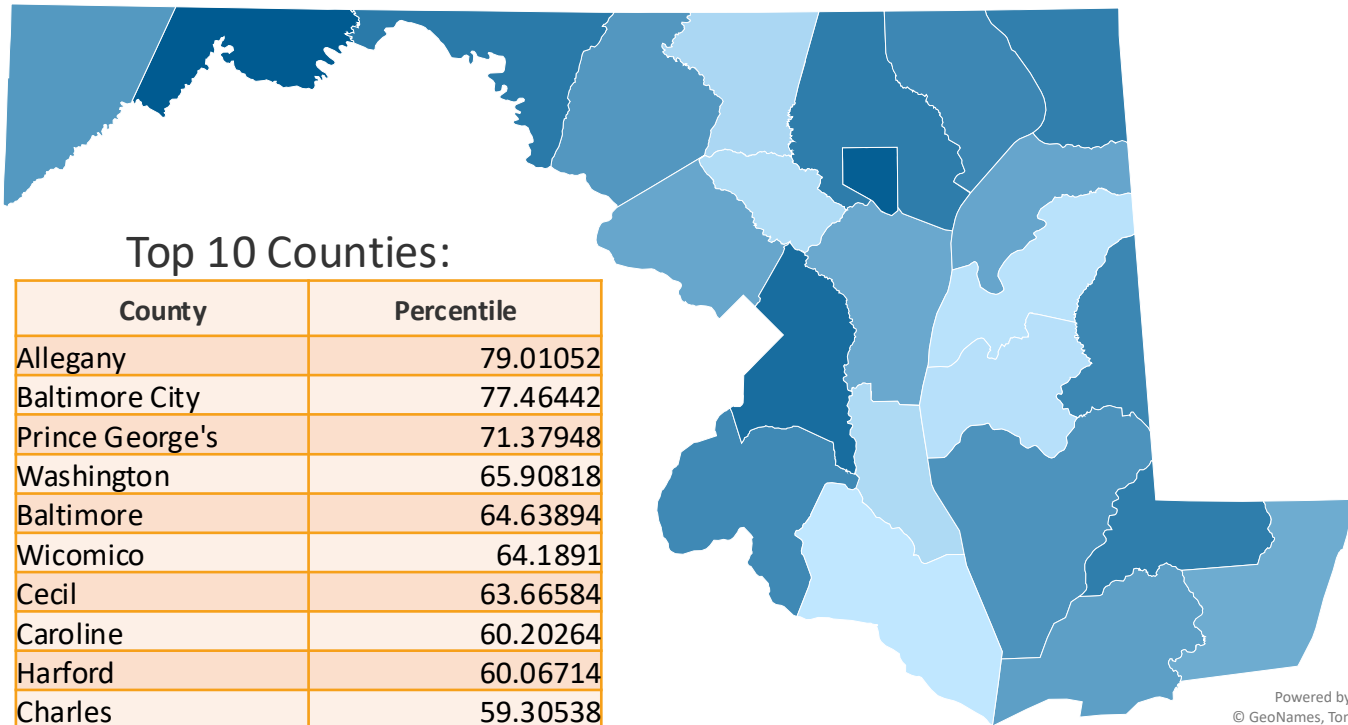 Top 10 Counties:
County Percentile
Allegany 79.01052
Baltimore City 77.46442
Prince George's 71.37948
Washington 65.90818
Baltimore 64.63894
Wicomico 64.1891
Cecil 63.66584
Caroline 60.20264
Harford 60.06714
Charles 59.30538
Powered by
© GeoNames, Tom